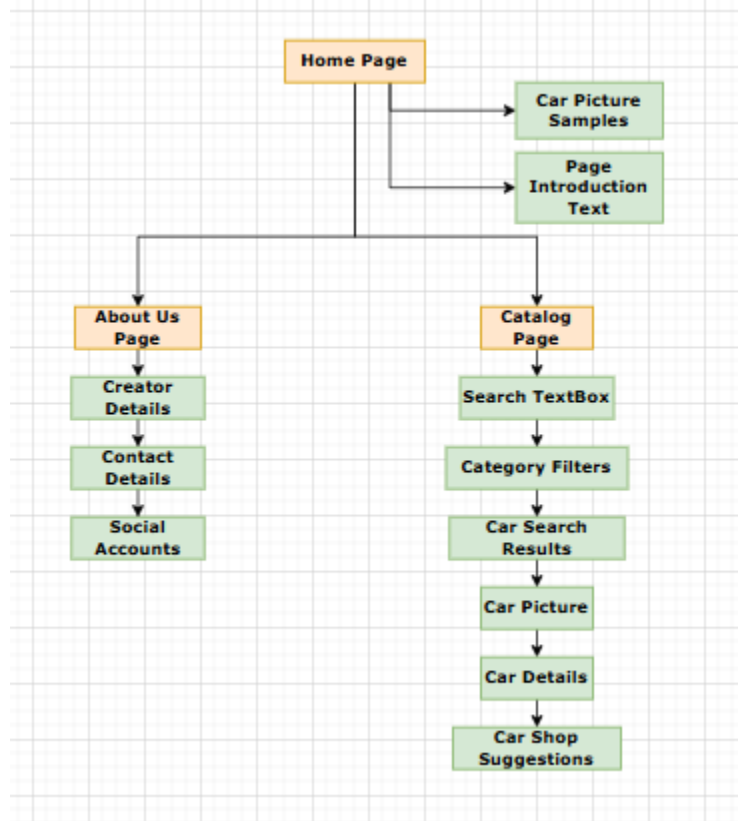 Home Page
Car Picture
Samples
Page
Introduction
Text
About Us
Page
Creator
Details
Contact
Details
Social
Accounts
Catalog
Page
Search TextBox
Category Filters
Car Search
Results
Car Picture
Car Details
Car Shop
Suggestions